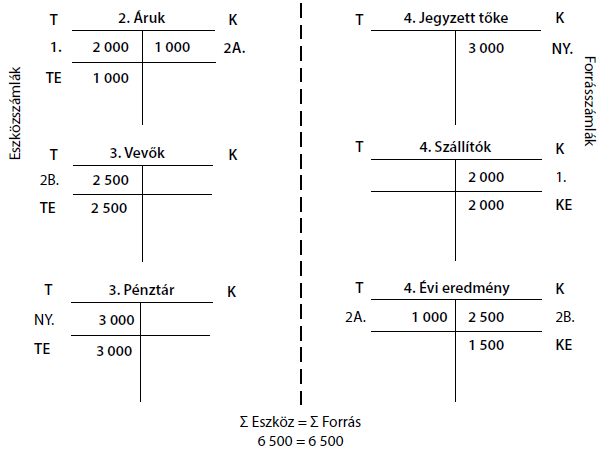 Eszközszámlák
T 2. Áruk K
1. 2 000 1 000 2A.
TE 1 000
T 3. Vevők K
2B. 2 500
TE 2 500
T 3. Pénztár K
NY. 3 000
TE 3 000
Forrásszámlák
T 4. Jegyzett tőke K
3 000 NY.
T 4. Szállítók K
2 000 1.
2 000 KE
T 4. Évi eredmény K
2A. 1 000 2 500 2B.
1 500 KE
Σ Eszköz = Σ Forrás
6 500 = 6 500